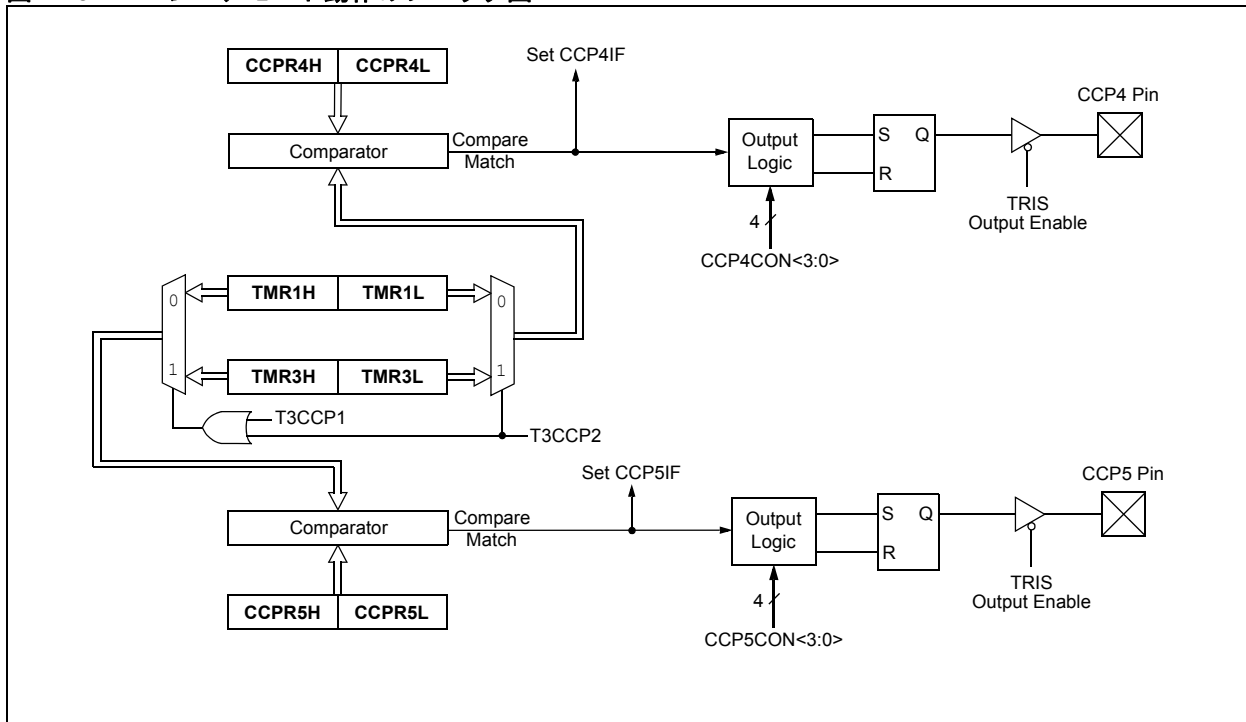 CCPR4H CCPR4L
Set CCP4IF
CCP4 Pin
Comparator
Compare
Match
Output
Logic
S Q
R
TRIS
Output Enable
4
CCP4CON<3:0>
0
TMR1H TMR1L
0
1
TMR3H TMR3L
1
T3CCP1
T3CCP2
Set CCP5IF
CCP5 Pin
Comparator
Compare
Match
Output
Logic
S Q
R
TRIS
Output Enable
4
CCPR5H CCPR5L
CCP5CON<3:0>